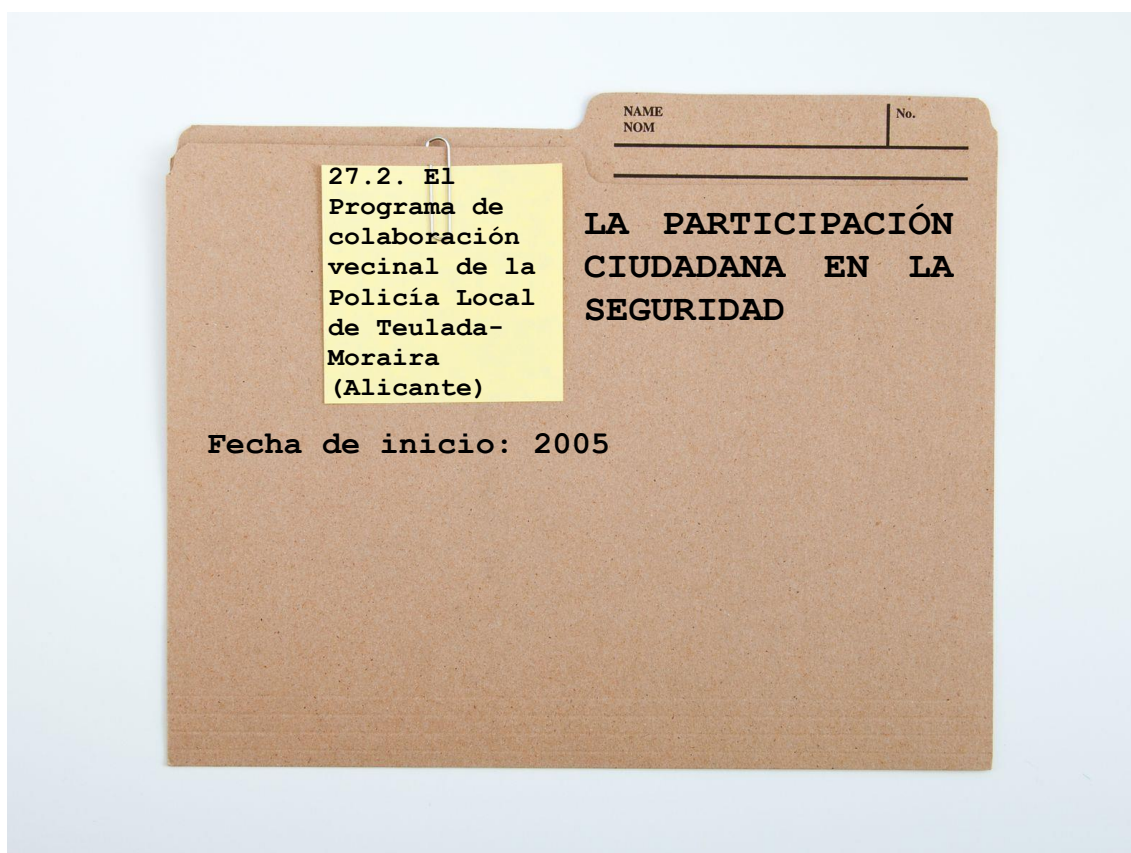 NAME
NOM
No.
27.2. El
Programa de
colaboración
vecinal de la
Policía Local
de Teulada-
Moraira
(Alicante)
LA PARTICIPACIÓN
CIUDADANA EN LA
SEGURIDAD
Fecha de inicio: 2005